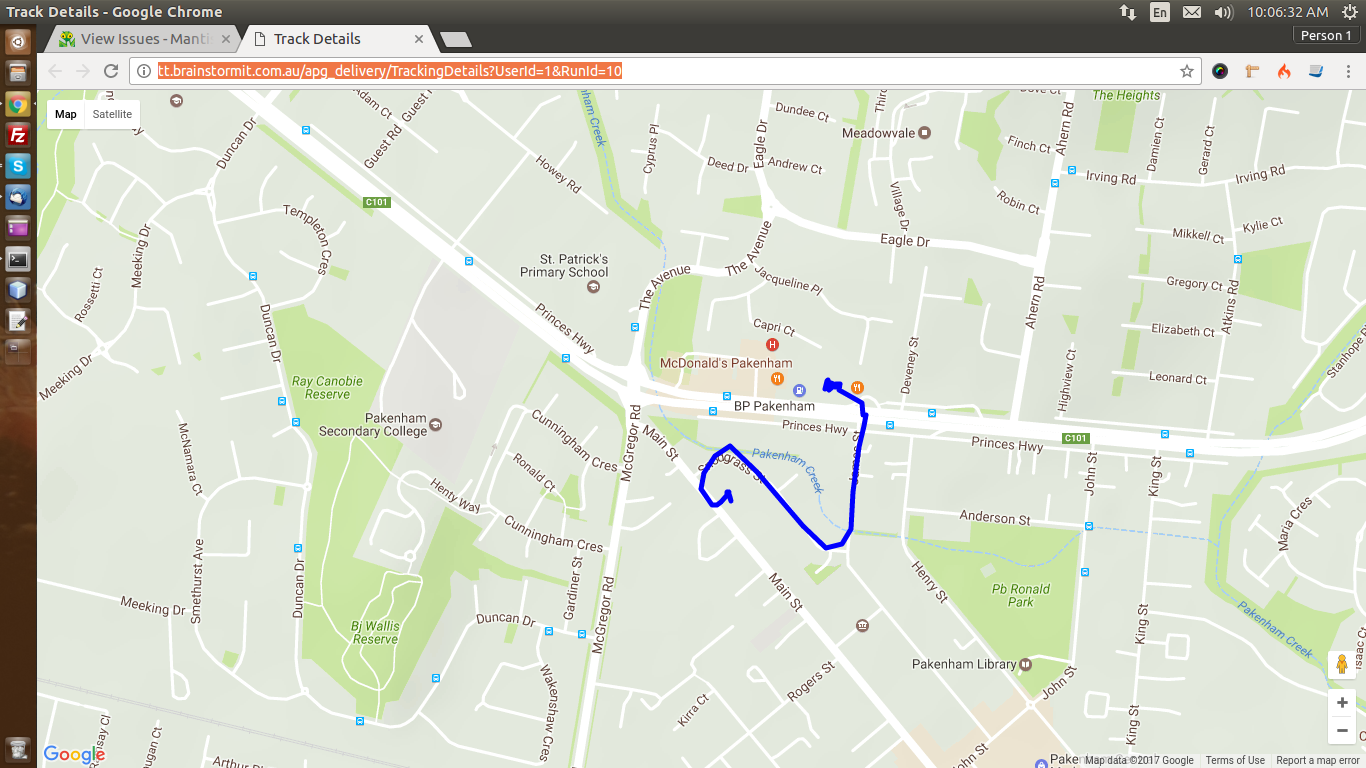 Track Details - Google Chrome
En
10:06:32 AM
View Issues - Manti
Track Details
Person 1
tt.brainstormit.com.au/apg_delivery/TrackingDetails?UserId=1&RunId=10
Map
Satellite
Adam Ct
Guest Rd
Guest Rd
Duncan Dr
Howey Rd
Cyprus Pl
Eagle Dr
Dundee Ct
Deed Dr
Andrew Ct
Meadowvale
The Heights
Finch Ct
Ahern Rd
Damien Ct
Gerard Ct
Irving Rd
Irving Rd
Robin Ct
Village Dr
Mikkell Ct
Kylie Ct
C101
Templeton Cres
Meeking Dr
Rossetti Ct
St. Patrick's
Primary School
The Avenue
The Avenue
Jacqueline Pl
Eagle Dr
Gregory Ct
Atkins Rd
Ahern Rd
Elizabeth Ct
Stanhope R
Princes Hwy
Capri Ct
H
McDonald's Pakenham
Deveney St
Highview Ct
Leonard Ct
Duncan Dr
Meeking Dr
Ray Canobie
Reserve
BP Pakenham
Princes Hwy
Princes Hwy
C101
Pakenham
Secondary College
Cunningham Cres
McGregor Rd
Main St
Pakenham Creek
James St
McNamara Ct
Ronald Ct
Henty Way
Cunningham Cres
John St
King St
Anderson St
Maria Cres
Smethurst Ave
Duncan Dr
Gardiner St
Main St
Henry St
Pb Ronald
Park
Meeking Dr
Bj Wallis
Reserve
Duncan Dr
McGregor Rd
King St
Pakenham Creek
Pakenham Library
Wakenshaw Cres
Rogers St
Kirra Ct
John St
King St
John St
Google
Map data ©2017 Google
Terms of Use
Report a map error